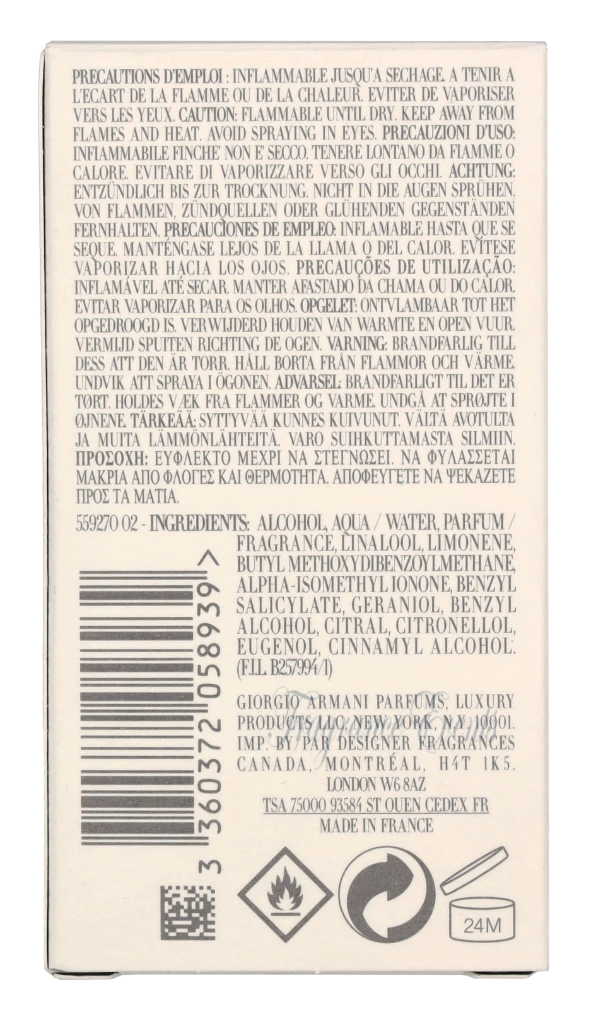 PRECAUTIONS D'EMPLOI : INFLAMMABLE JUSQU'A SECHAGE. A TENIR A
L'ECART DE LA FLAMME OU DE LA CHALEUR. EVITER DE VAPORISER
VERS LES YEUX. CAUTION: FLAMMABLE UNTIL DRY. KEEP AWAY FROM
FLAMES AND HEAT. AVOID SPRAYING IN EYES. PRECAUZIONI D'USO:
INFIAMMABILE FINCHE' NON E' SECCO. TENERE LONTANO DA FIAMME O
CALORE. EVITARE DI VAPORIZZARE VERSO GLI OCCHI. ACHTUNG:
ENTZÜNDLICH BIS ZUR TROCKNUNG. NICHT IN DIE AUGEN SPRÜHEN.
VON FLAMMEN, ZÜNDQUELLEN ODER GLÜHENDEN GEGENSTÄNDEN
FERNHALTEN. PRECAUCIONES DE EMPLEO: INFLAMABLE HASTA QUE SE
SEQUE. MANTÉNGASE LEJOS DE LA LLAMA O DEL CALOR. EVÍTESE
VAPORIZAR HACIA LOS OJOS. PRECAUÇÕES DE UTILIZAÇÃO:
INFLAMÁVEL ATÉ SECAR. MANTER AFASTADO DA CHAMA OU DO CALOR.
EVITAR VAPORIZAR PARA OS OLHOS. OPGELET: ONTVLAMBAAR TOT HET
OPGEDROOGD IS. VERWIJDERD HOUDEN VAN WARMTE EN OPEN VUUR.
VERMIJD SPUITEN RICHTING DE OGEN. VARNING: BRANDFARLIG TILL
DESS ATT DEN ÄR TORR. HÅLL BORTA FRÅN FLAMMOR OCH VÄRME.
UNDVIK ATT SPRAYA I ÖGONEN. ADVARSEL: BRANDFARLIGT TIL DET ER
TØRT. HOLDES VÆK FRA FLAMMER OG VARME. UNDGÅ AT SPRØJTE I
ØJNENE. TÄRKEÄÄ: SYTTYVÄÄ KUNNES KUIVUNUT. VÄLTÄ AVOTULTA
JA MUITA LÄMMÖNLÄHTEITÄ. VARO SUIHKUTTAMASTA SILMIIN.
ΠΡΟΣΟΧΗ: ΕΥΦΛΕΚΤΟ ΜΕΧΡΙ ΝΑ ΣΤΕΓΝΩΣΕΙ. ΝΑ ΦΥΛΑΣΣΕΤΑΙ
ΜΑΚΡΙΑ ΑΠΟ ΦΛΟΓΕΣ ΚΑΙ ΘΕΡΜΟΤΗΤΑ. ΑΠΟΦΕΥΓΕΤΕ ΝΑ ΨΕΚΑΖΕΤΕ
ΠΡΟΣ ΤΑ ΜΑΤΙΑ.
559270 02 - INGREDIENTS: ALCOHOL, AQUA / WATER, PARFUM /
FRAGRANCE, LINALOOL, LIMONENE,
BUTYL METHOXYDIBENZOYLMETHANE,
ALPHA-ISOMETHYL IONONE, BENZYL
SALICYLATE, GERANIOL, BENZYL
ALCOHOL, CITRAL, CITRONELLOL,
EUGENOL, CINNAMYL ALCOHOL.
(F.I.L. B257994/1)
3 360372 058939 >
GIORGIO ARMANI PARFUMS, LUXURY
PRODUCTS LLC, NEW YORK, N.Y. 10001.
IMP. BY / PAR DESIGNER FRAGRANCES
CANADA, MONTRÉAL, H4T 1K5.
LONDON W6 8AZ
TSA 75000 93584 ST OUEN CEDEX FR
MADE IN FRANCE
24M